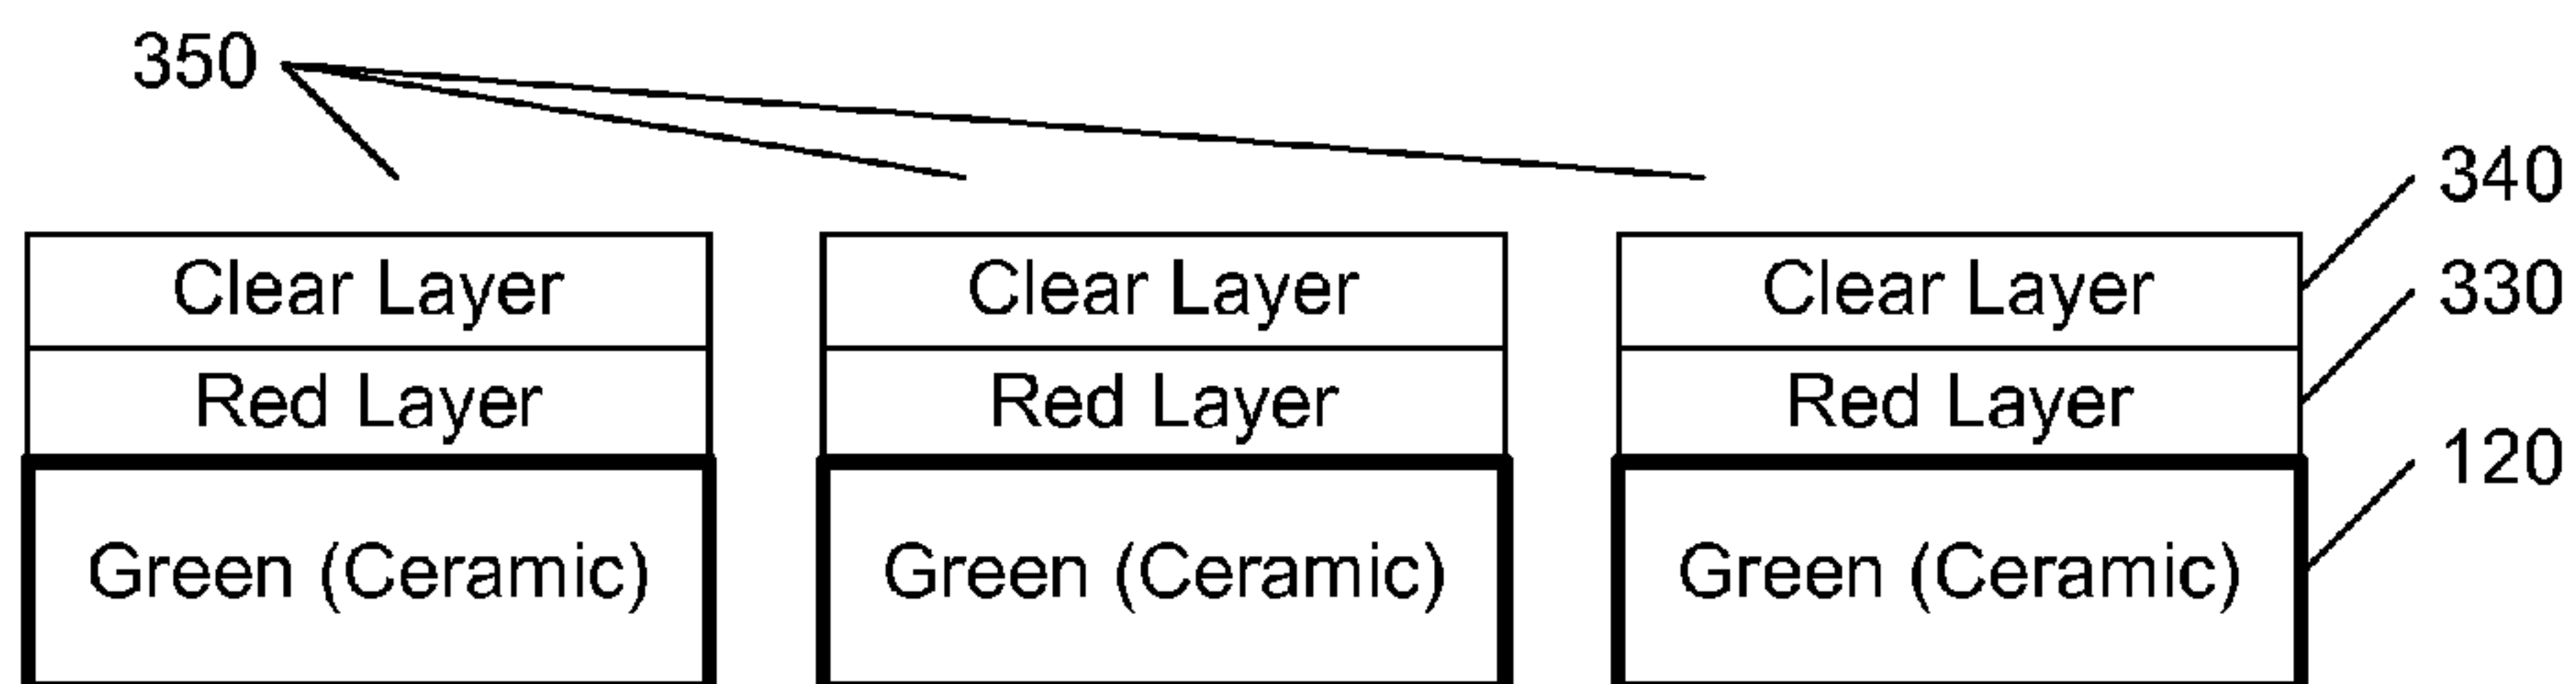 350
340
Clear Layer Clear Layer Clear Layer
330
Red Layer Red Layer Red Layer
120
Green (Ceramic) Green (Ceramic) Green (Ceramic)